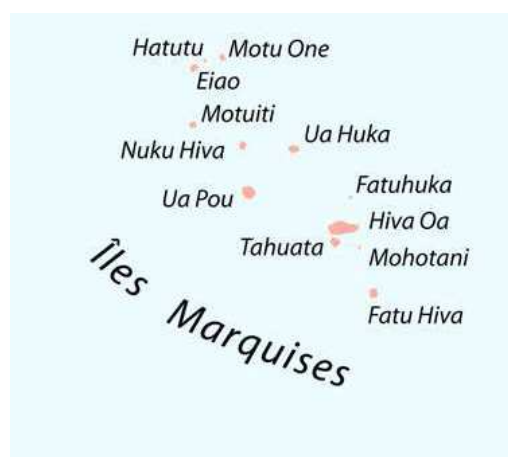 Hatutu
Motu One
Eiao
Motuiti
Ua Huka
Nuku Hiva
Fatuhuka
Ua Pou
Hiva Oa
Tahuata
Mohotani
Îles Marquises
Fatu Hiva